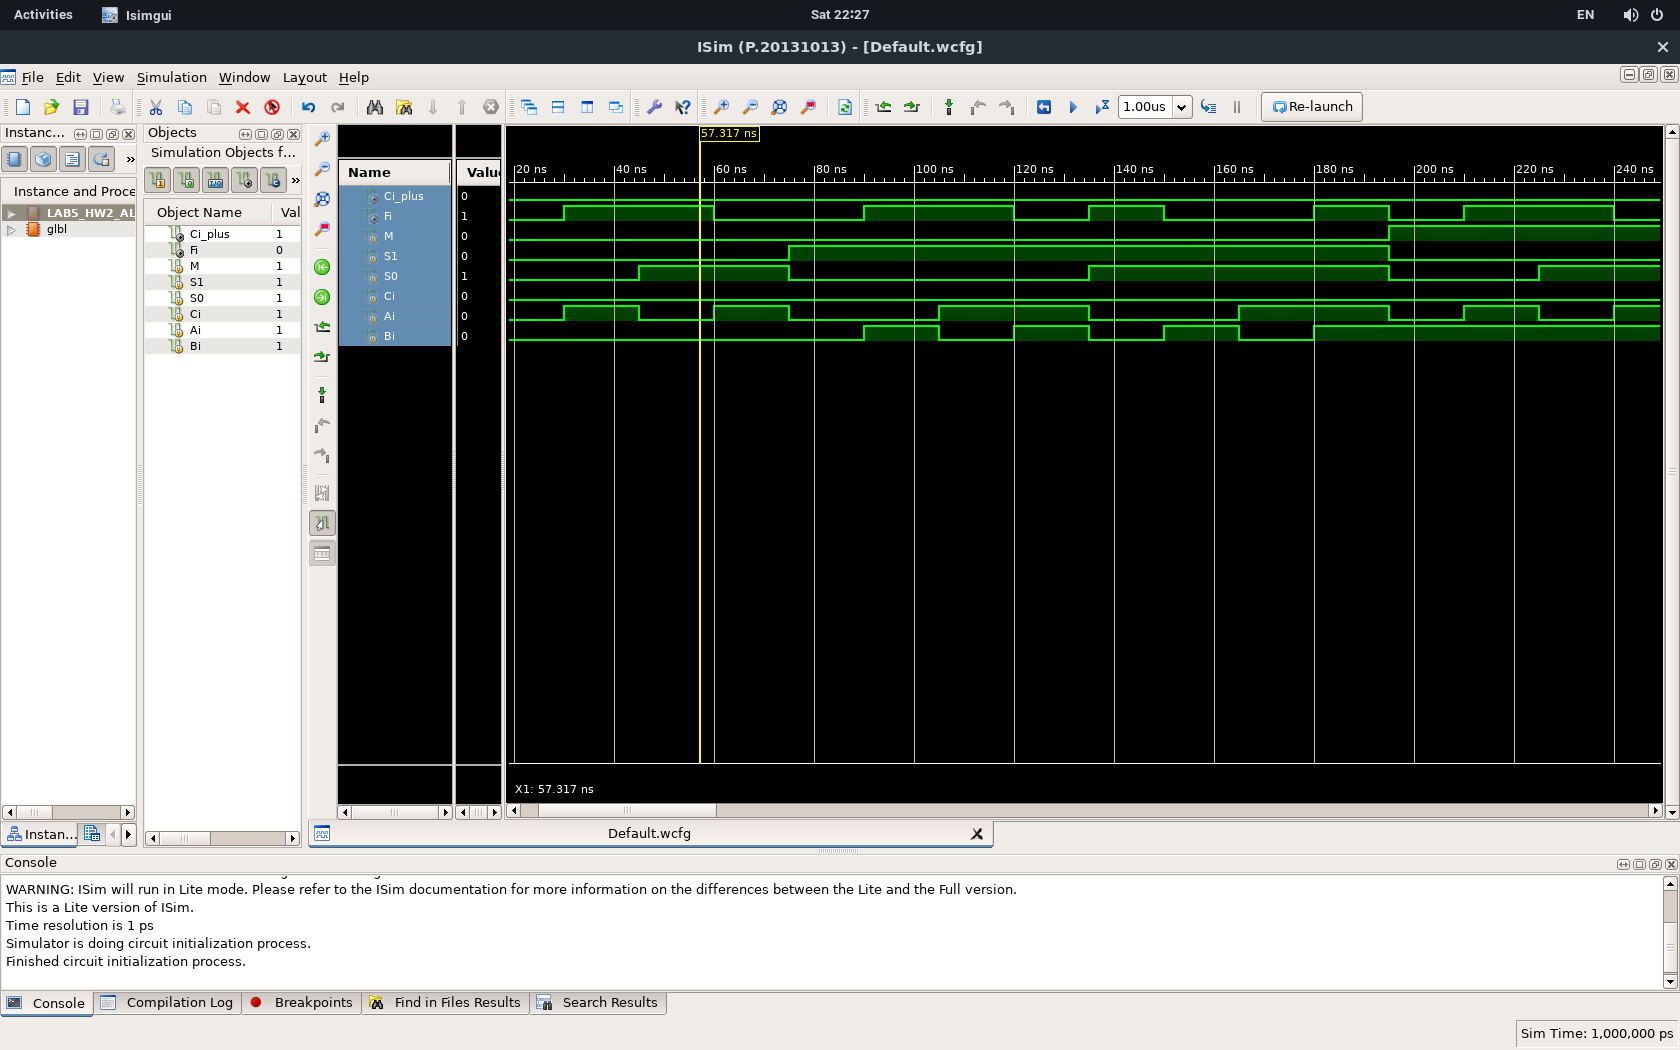 Activities Isimgui Sat 22:27 EN
ISim (P.20131013) - [Default.wcfg]
File Edit View Simulation Window Layout Help
1.00us Re-launch
Instanc...
»
Instance and Proce
LAB5_HW2_AL
glbl
Instan...
Objects
Simulation Objects f...
»
Object Name Val
Ci_plus 1
Fi 0
M 1
S1 1
S0 1
Ci 1
Ai 1
Bi 1
Name Valu
Ci_plus 0
Fi 1
M 0
S1 0
S0 1
Ci 0
Ai 0
Bi 0
57.317 ns
20 ns 40 ns 60 ns 80 ns 100 ns 120 ns 140 ns 160 ns 180 ns 200 ns 220 ns 240 ns
X1: 57.317 ns
Default.wcfg
Console
WARNING: ISim will run in Lite mode. Please refer to the ISim documentation for more information on the differences between the Lite and the Full version.
This is a Lite version of ISim.
Time resolution is 1 ps
Simulator is doing circuit initialization process.
Finished circuit initialization process.
Console Compilation Log Breakpoints Find in Files Results Search Results
Sim Time: 1,000,000 ps